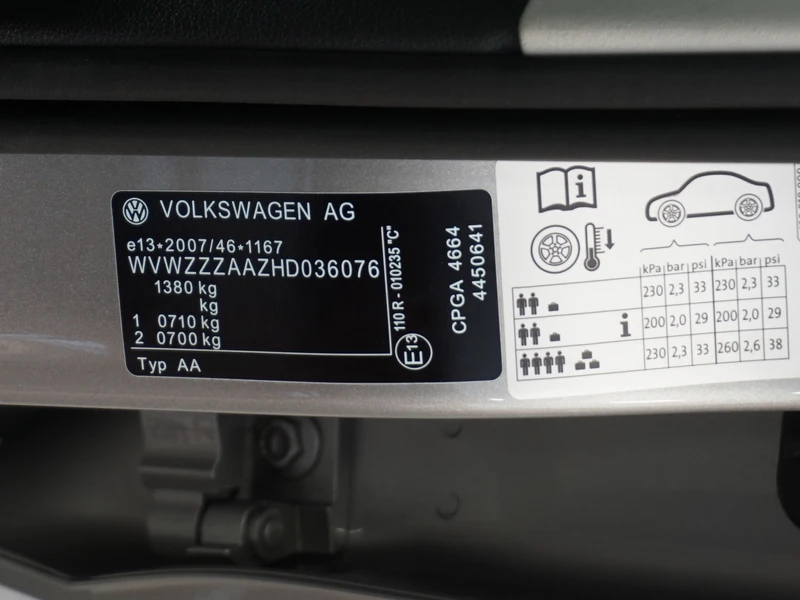 VOLKSWAGEN AG
e13*2007/46*1167
WVWZZZAAZHD036076
1380 kg
kg
1 0710 kg
2 0700 kg
Typ AA
110R-010235 "C"
E13
CPGA 4664
4450641
i
kPa bar psi kPa bar psi
230 2,3 33 230 2,3 33
i 200 2,0 29 200 2,0 29
230 2,3 33 260 2,6 38